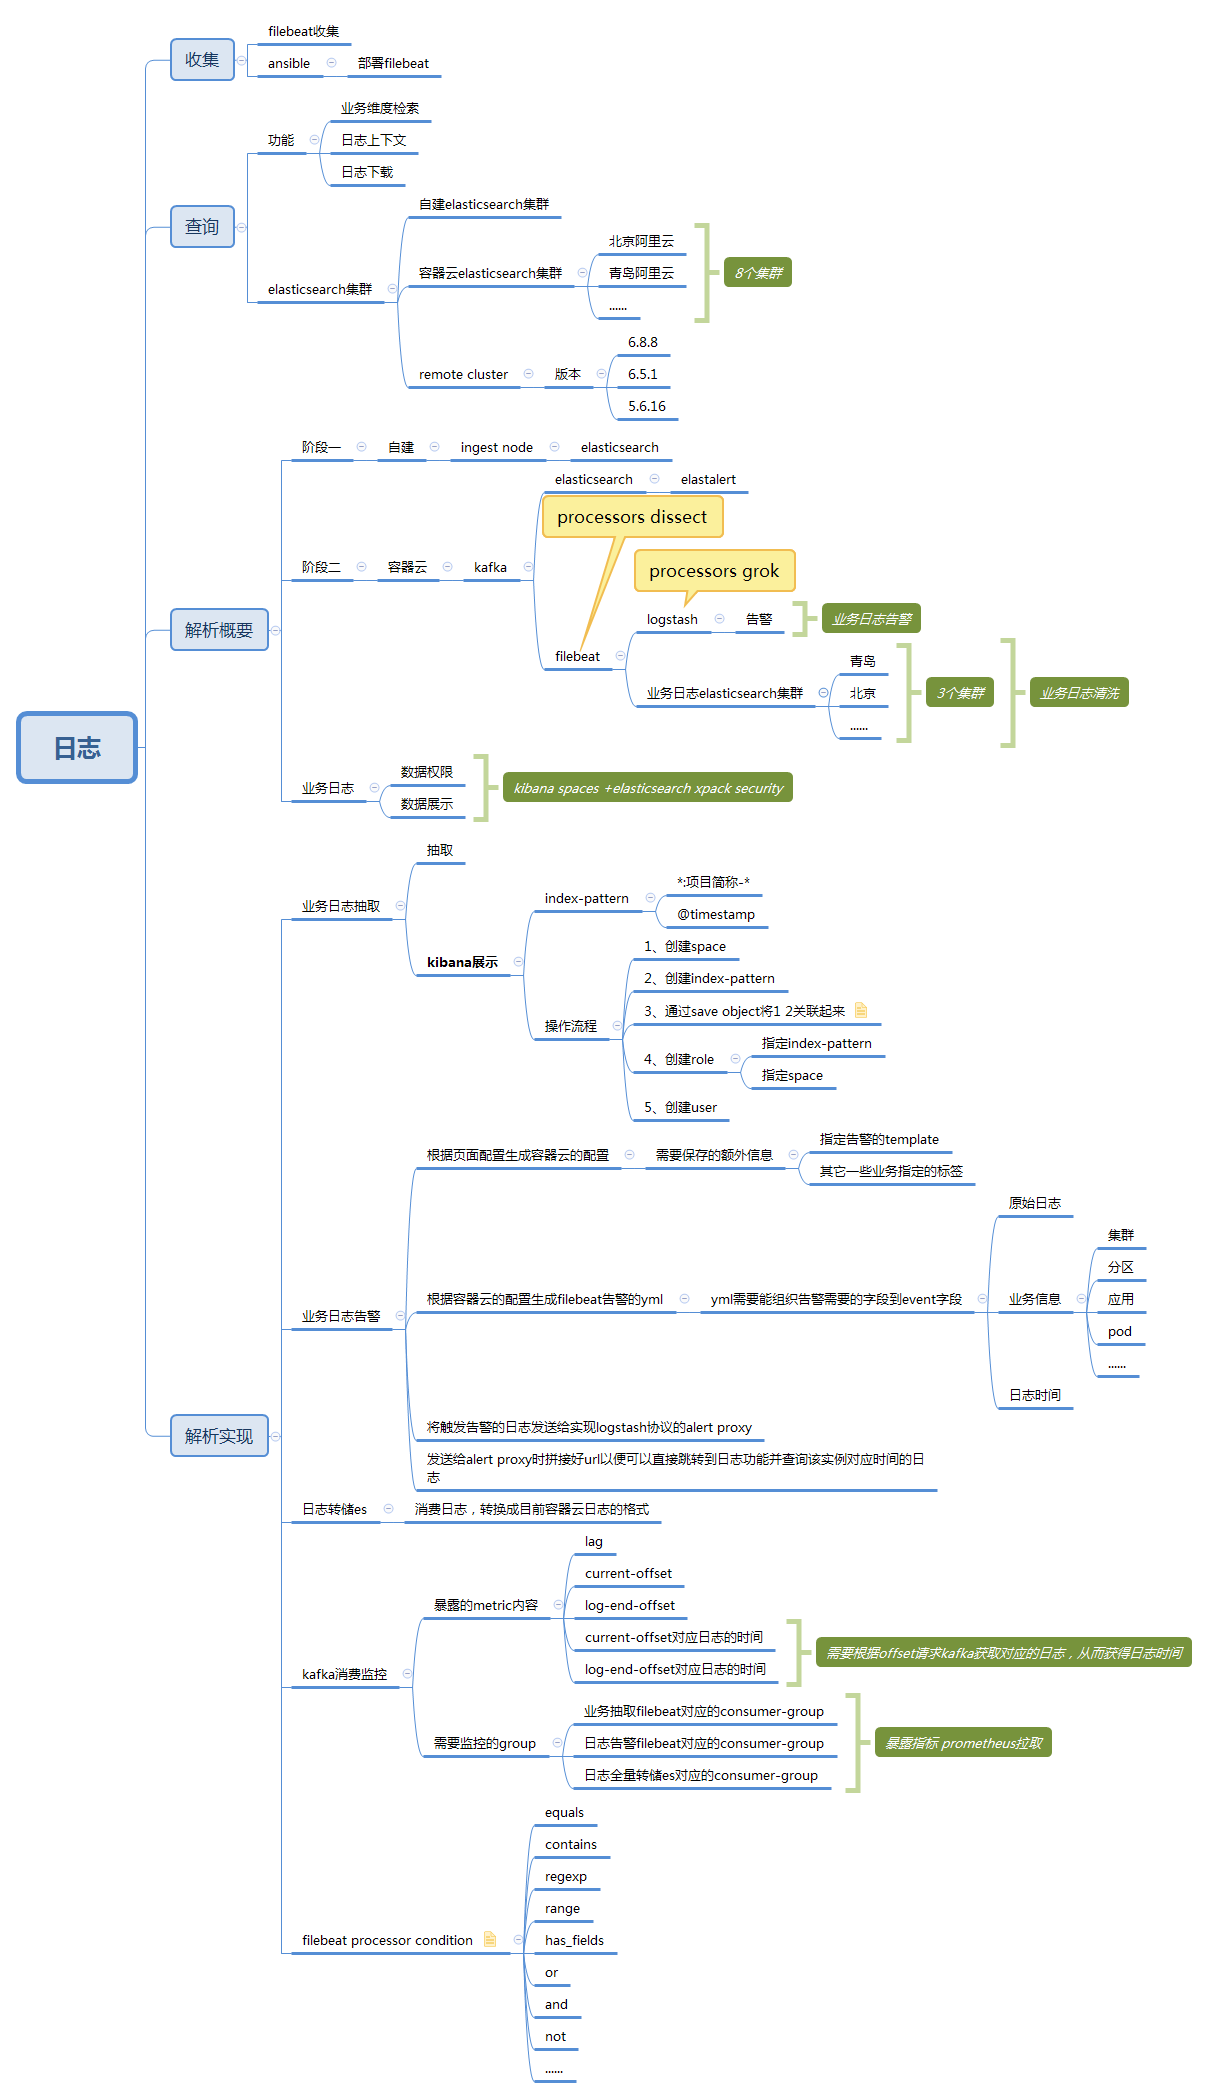 日志
收集
filebeat收集
ansible
部署filebeat
查询
功能
业务维度检索
日志上下文
日志下载
elasticsearch集群
自建elasticsearch集群
容器云elasticsearch集群
北京阿里云
青岛阿里云
......
8个集群
remote cluster
版本
6.8.8
6.5.1
5.6.16
解析概要
阶段一
自建
ingest node
elasticsearch
阶段二
容器云
kafka
elasticsearch
elastalert
processors dissect
processors grok
filebeat
logstash
告警
业务日志告警
业务日志elasticsearch集群
青岛
北京
......
3个集群
业务日志清洗
业务日志
数据权限
数据展示
kibana spaces +elasticsearch xpack security
解析实现
业务日志抽取
抽取
kibana展示
index-pattern
*:项目简称-*
@timestamp
操作流程
1、创建space
2、创建index-pattern
3、通过save object将1 2关联起来
4、创建role
指定index-pattern
指定space
5、创建user
业务日志告警
根据页面配置生成容器云的配置
需要保存的额外信息
指定告警的template
其它一些业务指定的标签
根据容器云的配置生成filebeat告警的yml
yml需要能组织告警需要的字段到event字段
原始日志
业务信息
集群
分区
应用
pod
......
日志时间
将触发告警的日志发送给实现logstash协议的alert proxy
发送给alert proxy时拼接好url以便可以直接跳转到日志功能并查询该实例对应时间的日
志
日志转储es
消费日志，转换成目前容器云日志的格式
kafka消费监控
暴露的metric内容
lag
current-offset
log-end-offset
current-offset对应日志的时间
log-end-offset对应日志的时间
需要根据offset请求kafka获取对应的日志，从而获得日志时间
需要监控的group
业务抽取filebeat对应的consumer-group
日志告警filebeat对应的consumer-group
日志全量转储es对应的consumer-group
暴露指标 prometheus拉取
filebeat processor condition
equals
contains
regexp
range
has_fields
or
and
not
......